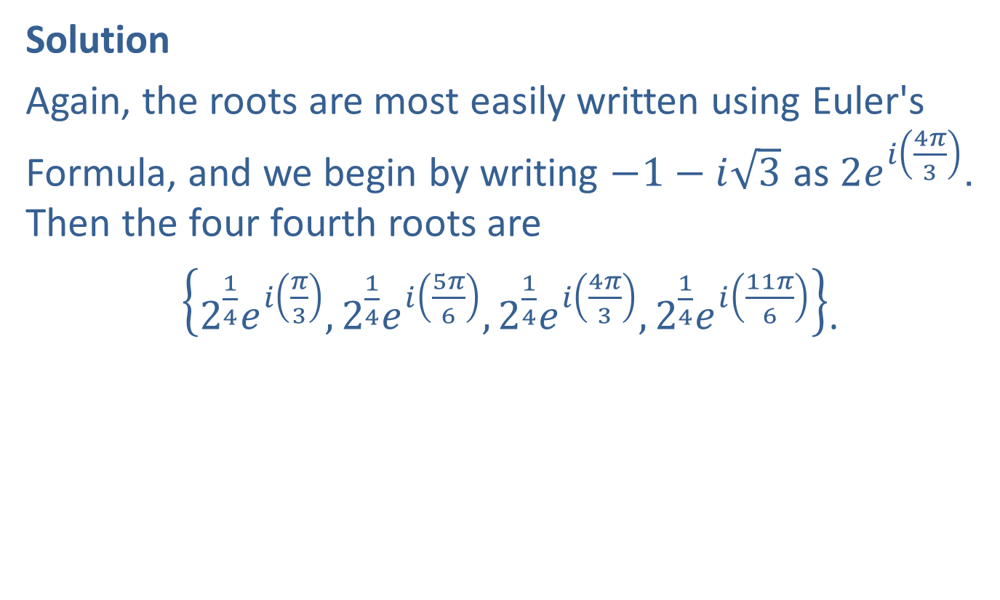 Solution
Again, the roots are most easily written using Euler's
Formula, and we begin by writing $-1 - i\sqrt{3}$ as $2e^{i\left(\frac{4\pi}{3}\right)}$.
Then the four fourth roots are
$\left\{2^{\frac{1}{4}}e^{i\left(\frac{\pi}{3}\right)}, 2^{\frac{1}{4}}e^{i\left(\frac{5\pi}{6}\right)}, 2^{\frac{1}{4}}e^{i\left(\frac{4\pi}{3}\right)}, 2^{\frac{1}{4}}e^{i\left(\frac{11\pi}{6}\right)}\right\}.$